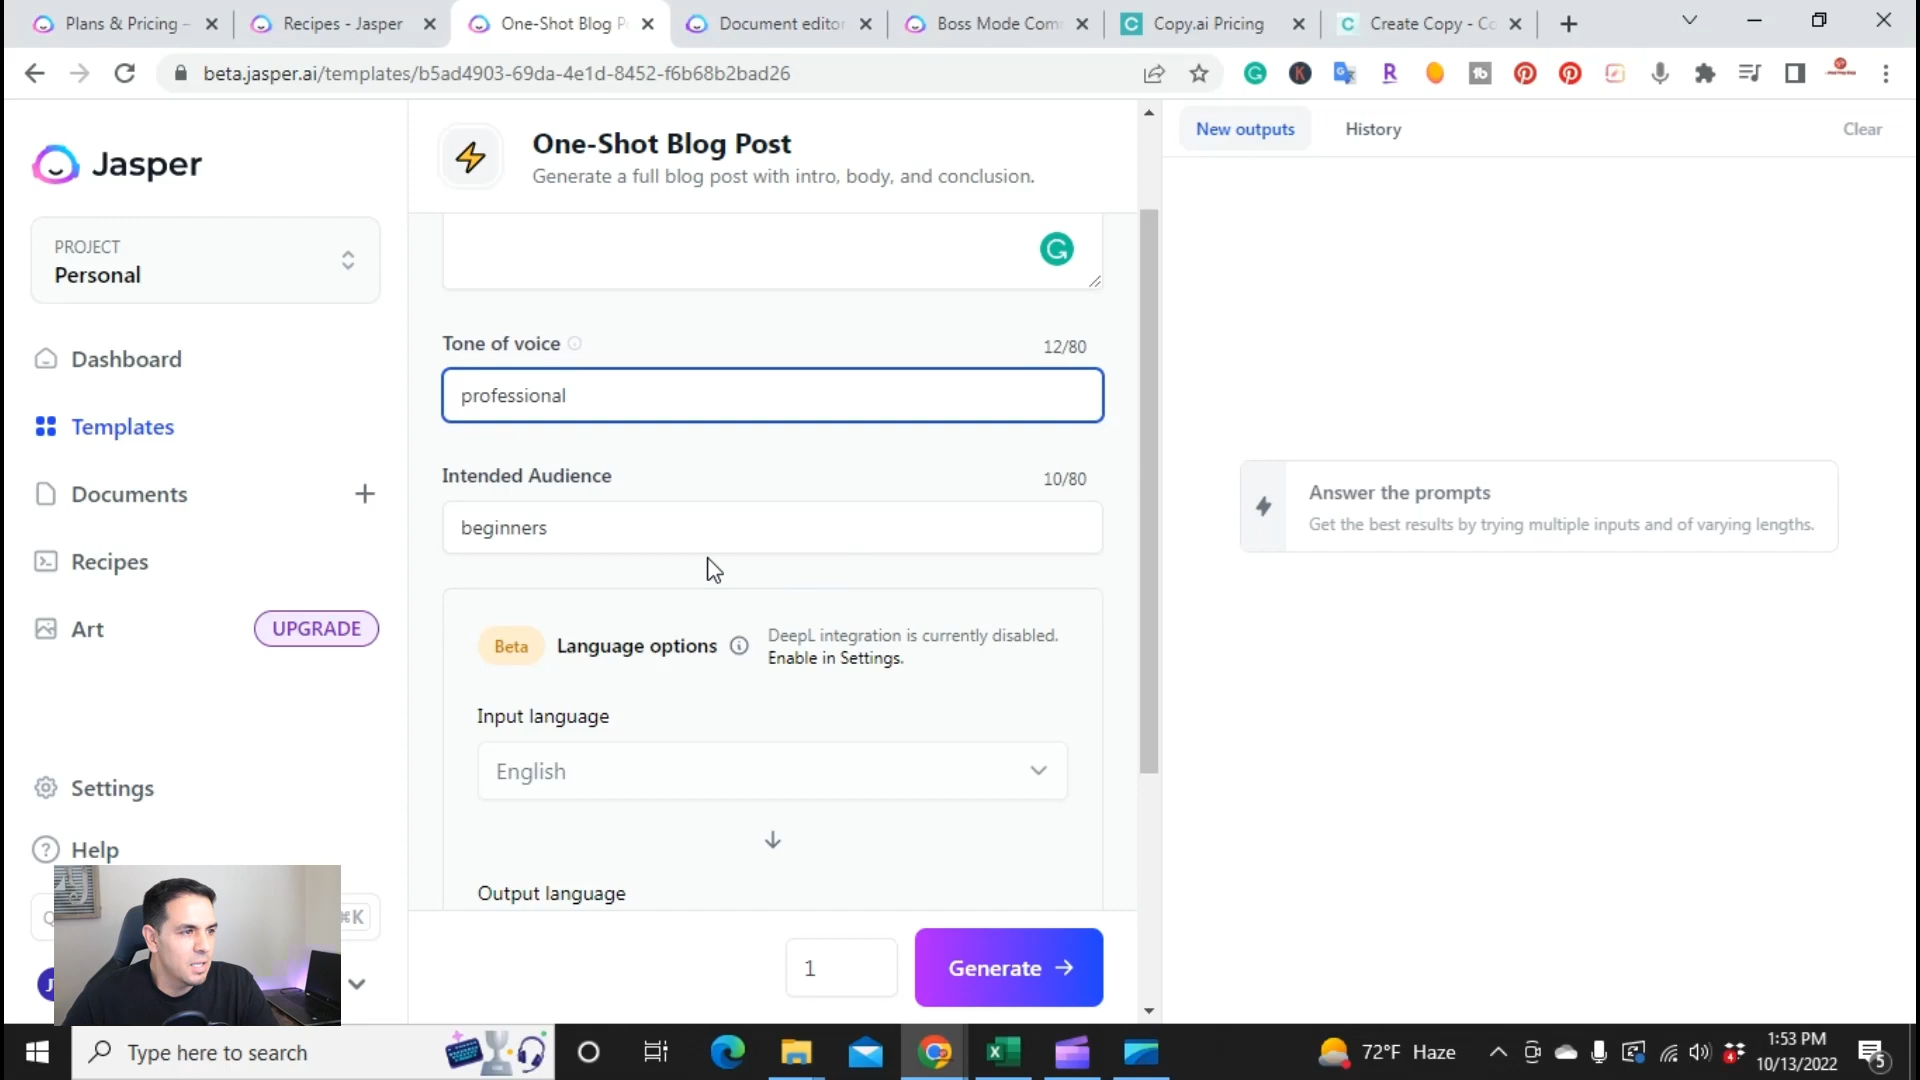 Plans & Pricing -
Recipes - Jasper
One-Shot Blog P
Document editor
Boss Mode Com
Copy.ai Pricing
Create Copy - Co
beta.jasper.ai/templates/b5ad4903-69da-4e1d-8452-f6b68b2bad26
Jasper
PROJECT
Personal
Dashboard
Templates
Documents
Recipes
Art
UPGRADE
Settings
Help
⌘K
J
One-Shot Blog Post
Generate a full blog post with intro, body, and conclusion.
Tone of voice
12/80
professional
Intended Audience
10/80
beginners
Beta
Language options
DeepL integration is currently disabled.
Enable in Settings.
Input language
English
Output language
1
Generate
New outputs
History
Clear
Answer the prompts
Get the best results by trying multiple inputs and of varying lengths.
Type here to search
72°F Haze
1:53 PM
10/13/2022
5